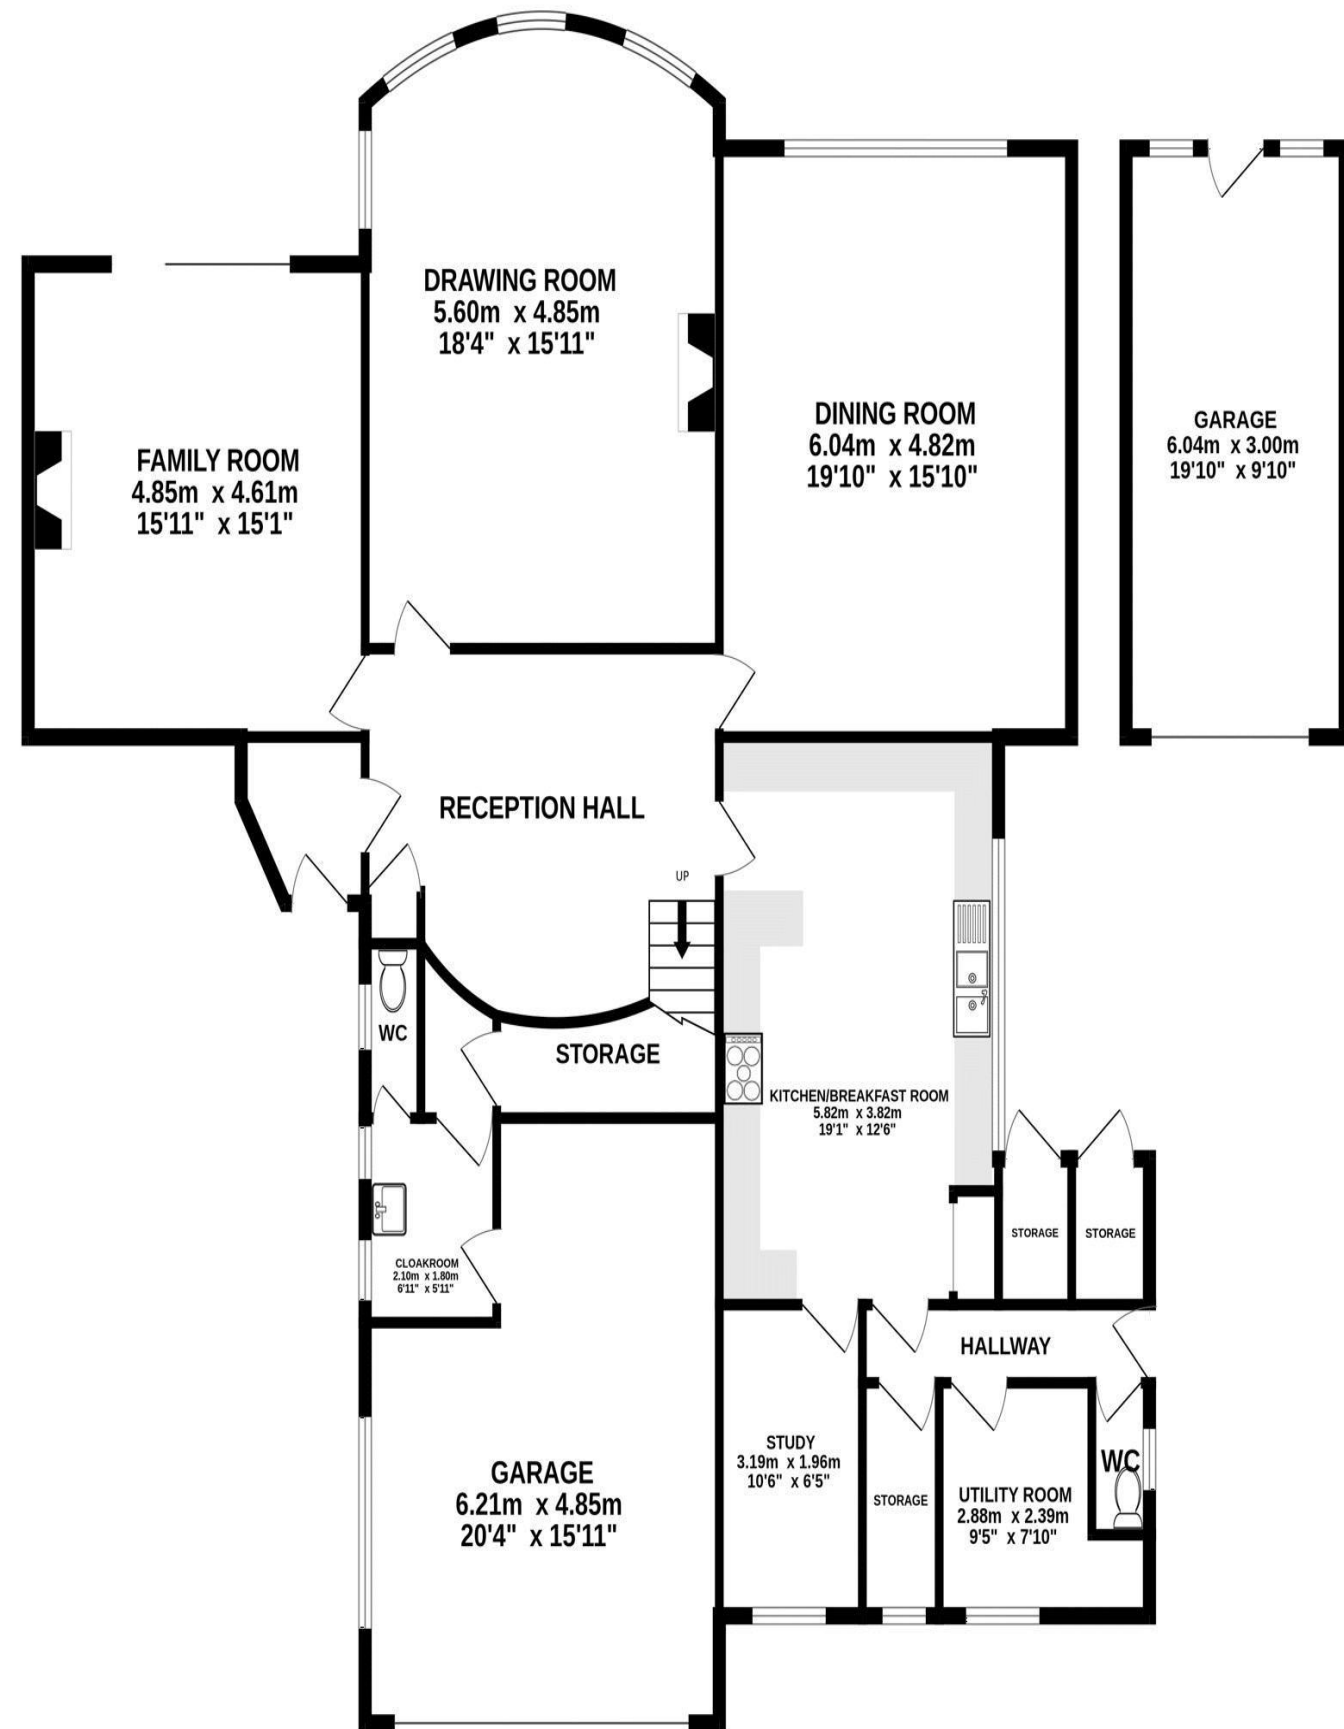 DRAWING ROOM
5.60m x 4.85m
18'4" x 15'11"
DINING ROOM
6.04m x 4.82m
19'10" x 15'10"
GARAGE
6.04m x 3.00m
19'10" x 9'10"
FAMILY ROOM
4.85m x 4.61m
15'11" x 15'1"
RECEPTION HALL
UP
WC
STORAGE
KITCHEN/BREAKFAST ROOM
5.82m x 3.82m
19'1" x 12'6"
STORAGE
STORAGE
CLOAKROOM
2.10m x 1.80m
6'11" x 5'11"
HALLWAY
GARAGE
6.21m x 4.85m
20'4" x 15'11"
STUDY
3.19m x 1.96m
10'6" x 6'5"
STORAGE
UTILITY ROOM
2.88m x 2.39m
9'5" x 7'10"
WC